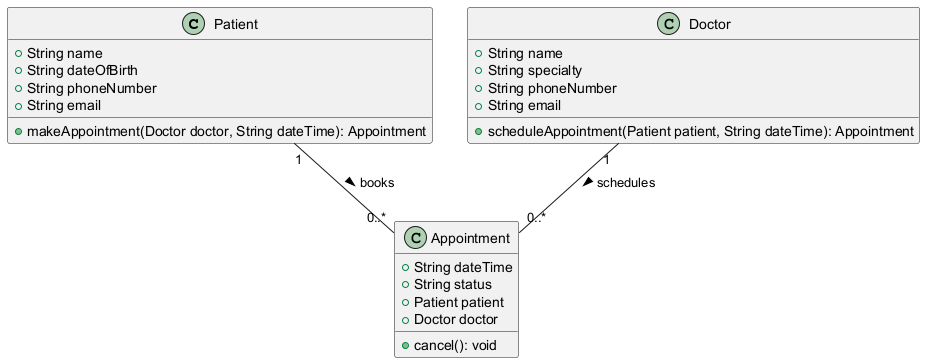 C Patient
String name
String dateOfBirth
String phoneNumber
String email
makeAppointment(Doctor doctor, String dateTime): Appointment
C Doctor
String name
String specialty
String phoneNumber
String email
scheduleAppointment(Patient patient, String dateTime): Appointment
1
books
0..*
1
schedules
0..*
C Appointment
String dateTime
String status
Patient patient
Doctor doctor
cancel(): void